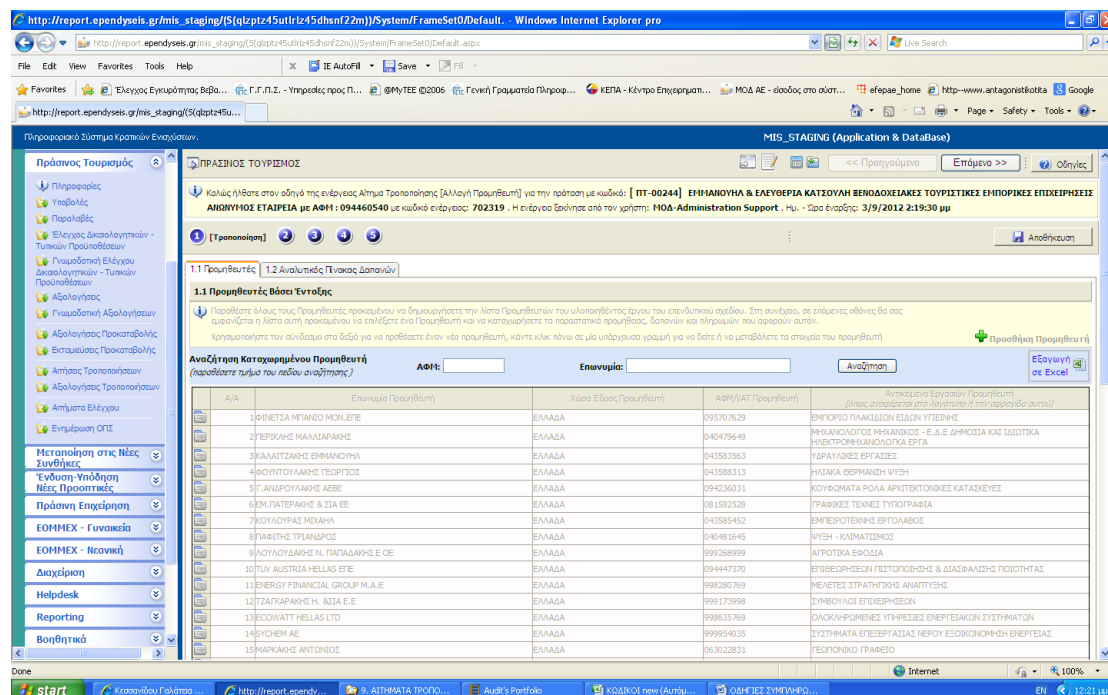 http://report.ependyseis.gr/mis_staging/(S(qlzptz45utlrlz45dhsnf22m))/System/FrameSet0/Default. - Windows Internet Explorer pro
http://report.ependyseis.gr/mis_staging/(S(qlzptz45utlrlz45dhsnf22m))/System/FrameSet0/Default.aspx
Live Search
File Edit View Favorites Tools Help
IE AutoFill Save Fill
Favorites Έλεγχος Εγκυρότητας Βεβα... Γ.Γ.Π.Σ. - Υπηρεσίες προς Π... @MyTEE ©2006 Γενική Γραμματεία Πληροφ... ΚΕΠΑ - Κέντρο Επιχειρηματ... ΜΟΔ ΑΕ - είσοδος στο σύστ... efepae_home http--www.antagonistikotita Google
http://report.ependyseis.gr/mis_staging/(S(qlzptz45u...
Page Safety Tools
Πληροφοριακό Σύστημα Κρατικών Ενισχύσεων.
MIS_STAGING (Application & DataBase)
Πράσινος Τουρισμός
Πληροφορίες
Υποβολές
Παραλαβές
Έλεγχος Δικαιολογητικών -
Τυπικών Προϋποθέσεων
Γνωμοδοτική Ελέγχου
Δικαιολογητικών - Τυπικών
Προϋποθέσεων
Αξιολογήσεις
Γνωμοδοτική Αξιολογήσεων
Αξιολογήσεις Προκαταβολής
Εκταμιεύσεις Προκαταβολής
Αιτήσεις Τροποποιήσεων
Αξιολογήσεις Τροποποιήσεων
Αιτήματα Ελέγχου
Ενημέρωση ΟΠΣ
Μεταποίηση στις Νέες
Συνθήκες
Ένδυση-Υπόδηση
Νέες Προοπτικές
Πράσινη Επιχείρηση
ΕΟΜΜΕΧ - Γυναικεία
ΕΟΜΜΕΧ - Νεανική
Διαχείριση
Helpdesk
Reporting
Βοηθητικά
ΠΡΑΣΙΝΟΣ ΤΟΥΡΙΣΜΟΣ
<< Προηγούμενο
Επόμενο >>
Οδηγίες
Καλώς ήλθατε στον οδηγό της ενέργειας Αίτημα Τροποποίησης [Αλλαγή Προμηθευτή] για την πρόταση με κωδικό: [ ΠΤ-00244] ΕΜΜΑΝΟΥΗΛ & ΕΛΕΥΘΕΡΙΑ ΚΑΤΣΟΥΛΗ ΞΕΝΟΔΟΧΕΙΑΚΕΣ ΤΟΥΡΙΣΤΙΚΕΣ ΕΜΠΟΡΙΚΕΣ ΕΠΙΧΕΙΡΗΣΕΙΣ
ΑΝΩΝΥΜΟΣ ΕΤΑΙΡΕΙΑ με ΑΦΜ : 094460540 με κωδικό ενέργειας: 702319 . Η ενέργεια ξεκίνησε από τον χρήστη: ΜΟΔ-Administration Support . Ημ. - Ώρα έναρξης: 3/9/2012 2:19:30 μμ
1 [Τροποποίηση] 2 3 4 5
Αποθήκευση
1.1 Προμηθευτές 1.2 Αναλυτικός Πίνακας Δαπανών
1.1 Προμηθευτές Βάσει Ένταξης
Παραθέστε όλους τους Προμηθευτές προκειμένου να δημιουργήσετε την λίστα Προμηθευτών του υλοποιηθέντος έργου του επενδυτικού σχεδίου. Στη συνέχεια, σε επόμενες οθόνες θα σας
εμφανίζεται η λίστα αυτή προκειμένου να επιλέξετε ένα Προμηθευτή και να καταχωρήσετε τα παραστατικά προμήθειας, δαπανών και πληρωμών που αφορούν αυτόν.
Χρησιμοποιήστε τον σύνδεσμο στα δεξιά για να προθέσετε έναν νέο προμηθευτή, κάντε κλικ πάνω σε μία υπάρχουσα γραμμή για να δείτε ή να μεταβάλετε τα στοιχεία του προμηθευτή
Προσθήκη Προμηθευτή
Αναζήτηση Καταχωρημένου Προμηθευτή
(παραθέσετε τμήμα του πεδίου αναζήτησης )
ΑΦΜ:
Επωνυμία:
Αναζήτηση
Εξαγωγή
σε Excel
Α/Α Επωνυμία Προμηθευτή Χώρα Έδρας Προμηθευτή ΑΦΜ/VAT Προμηθευτή Αντικείμενο Εργασιών Προμηθευτή
(όπως αναφέρεται στο λογότυπο ή την σφραγίδα αυτού)
1 ΦΙΝΕΤΣΑ ΜΠΑΝΙΟ ΜΟΝ.ΕΠΕ ΕΛΛΑΔΑ 095707629 ΕΜΠΟΡΙΟ ΠΛΑΚΙΔΙΩΝ ΕΙΔΩΝ ΥΓΙΕΙΝΗΣ
2 ΠΕΡΙΚΛΗΣ ΜΑΛΛΙΑΡΑΚΗΣ ΕΛΛΑΔΑ 040479649 ΜΗΧΑΝΟΛΟΓΟΣ ΜΗΧΑΝΙΚΟΣ - Ε.Δ.Ε ΔΗΜΟΣΙΑ ΚΑΙ ΙΔΙΩΤΙΚΑ
ΗΛΕΚΤΡΟΜΗΧΑΝΟΛΟΓΚΑ ΕΡΓΑ
3 ΚΑΛΑΙΤΖΑΚΗΣ ΕΜΜΑΝΟΥΗΛ ΕΛΛΑΔΑ 043583563 ΥΔΡΑΥΛΙΚΕΣ ΕΡΓΑΣΙΕΣ
4 ΦΟΥΝΤΟΥΛΑΚΗΣ ΓΕΩΡΓΙΟΣ ΕΛΛΑΔΑ 043588313 ΗΛΙΑΚΑ ΘΕΡΜΑΝΣΗ ΨΥΞΗ
5 Γ.ΑΝΔΡΟΥΛΑΚΗΣ ΑΕΒΕ ΕΛΛΑΔΑ 094236031 ΚΟΥΦΩΜΑΤΑ ΡΟΛΑ ΑΡΧΙΤΕΚΤΟΝΙΚΕΣ ΚΑΤΑΣΚΕΥΕΣ
6 ΕΜ.ΠΑΤΕΡΑΚΗΣ & ΣΙΑ ΕΕ ΕΛΛΑΔΑ 081582528 ΓΡΑΦΙΚΕΣ ΤΕΧΝΕΣ ΤΥΠΟΓΡΑΦΙΑ
7 ΚΟΥΛΟΥΡΑΣ ΜΙΧΑΗΛ ΕΛΛΑΔΑ 043585452 ΕΜΠΕΙΡΟΤΕΧΝΗΣ ΕΡΓΟΛΑΒΟΣ
8 ΠΑΦΙΤΗΣ ΤΡΙΑΝΔΡΟΣ ΕΛΛΑΔΑ 040481645 ΨΥΞΗ - ΚΛΙΜΑΤΙΣΜΟΣ
9 ΛΟΥΛΟΥΔΑΚΗΣ Ν. ΠΑΠΑΔΑΚΗΣ Ε ΟΕ ΕΛΛΑΔΑ 999268999 ΑΓΡΟΤΙΚΑ ΕΦΟΔΙΑ
10 TUV AUSTRIA HELLAS ΕΠΕ ΕΛΛΑΔΑ 094447370 ΕΠΙΘΕΩΡΗΣΕΩΝ ΠΙΣΤΟΠΟΙΗΣΗΣ & ΔΙΑΣΦΑΛΙΣΗΣ ΠΟΙΟΤΗΤΑΣ
11 ENERGY FINANCIAL GROUP Μ.Α.Ε ΕΛΛΑΔΑ 998280769 ΜΕΛΕΤΕΣ ΣΤΡΑΤΗΓΙΚΗΣ ΑΝΑΠΤΥΞΗΣ
12 ΤΖΑΓΚΑΡΑΚΗΣ Η. &ΣΙΑ Ε.Ε ΕΛΛΑΔΑ 999173998 ΣΥΜΒΟΥΛΟΙ ΕΠΙΧΕΙΡΗΣΕΩΝ
13 ECOWATT HELLAS LTD ΕΛΛΑΔΑ 998635769 ΟΛΟΚΛΗΡΩΜΕΝΕΣ ΥΠΗΡΕΣΙΕΣ ΕΝΕΡΓΕΙΑΚΩΝ ΣΥΣΤΗΜΑΤΩΝ
14 SYCHEM AE ΕΛΛΑΔΑ 999954035 ΣΥΣΤΗΜΑΤΑ ΕΠΕΞΕΡΓΑΣΙΑΣ ΝΕΡΟΥ ΕΞΟΙΚΟΝΟΜΗΣΗ ΕΝΕΡΓΕΙΑΣ
15 ΜΑΡΚΑΚΗΣ ΑΝΤΩΝΙΟΣ ΕΛΛΑΔΑ 063022831 ΓΕΩΠΟΝΙΚΟ ΓΡΑΦΕΙΟ
Done Internet 100%
start Κεσσανίδου Γαλάτεια ... http://report.ependy... 9. ΑΙΤΗΜΑΤΑ ΤΡΟΠΟ... Audit's Portfolio ΚΩΔΙΚΟΙ new (Αυτόμ... ΟΔΗΓΙΕΣ ΣΥΜΠΛΗΡΩ... EN 12:21 μμ